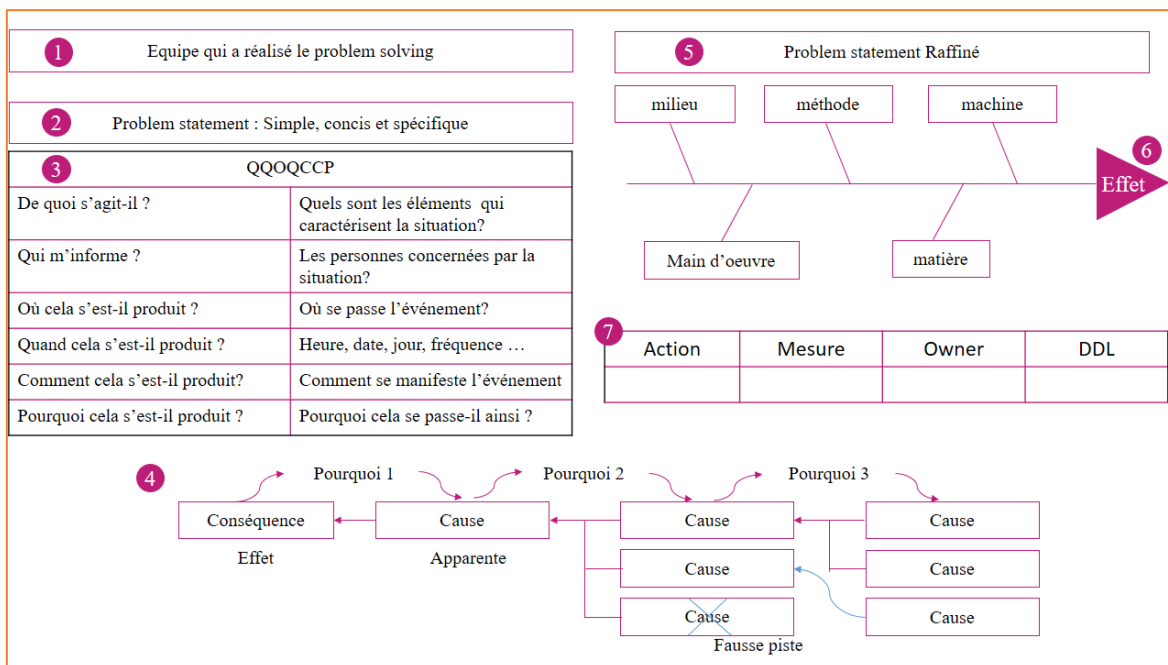 1
Equipe qui a réalisé le problem solving
2
Problem statement : Simple, concis et spécifique
3
QQOQCCP
De quoi s’agit-il ?
Quels sont les éléments qui
caractérisent la situation?
Qui m’informe ?
Les personnes concernées par la
situation?
Où cela s’est-il produit ?
Où se passe l’événement?
Quand cela s’est-il produit ?
Heure, date, jour, fréquence …
Comment cela s’est-il produit?
Comment se manifeste l’événement
Pourquoi cela s’est-il produit ?
Pourquoi cela se passe-il ainsi ?
4
Pourquoi 1
Pourquoi 2
Pourquoi 3
Conséquence
Cause
Cause
Cause
Effet
Apparente
Cause
Cause
Cause
Cause
Fausse piste
5
Problem statement Raffiné
milieu
méthode
machine
6
Effet
Main d’oeuvre
matière
7
Action
Mesure
Owner
DDL